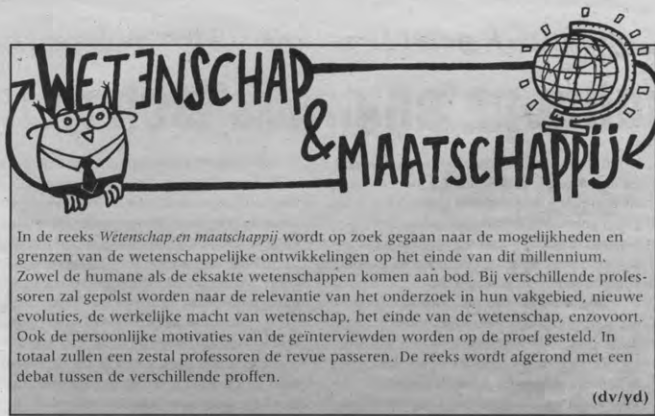 WETENSCHAP
& MAATSCHAPPIJ
In de reeks Wetenschap en maatschappij wordt op zoek gegaan naar de mogelijkheden en
grenzen van de wetenschappelijke ontwikkelingen op het einde van dit millennium.
Zowel de humane als de eksakte wetenschappen komen aan bod. Bij verschillende profes-
soren zal gepolst worden naar de relevantie van het onderzoek in hun vakgebied, nieuwe
evoluties, de werkelijke macht van wetenschap, het einde van de wetenschap, enzovoort.
Ook de persoonlijke motivaties van de geïnterviewden worden op de proef gesteld. In
totaal zullen een zestal professoren de revue passeren. De reeks wordt afgerond met een
debat tussen de verschillende proffen.
(dv/yd)